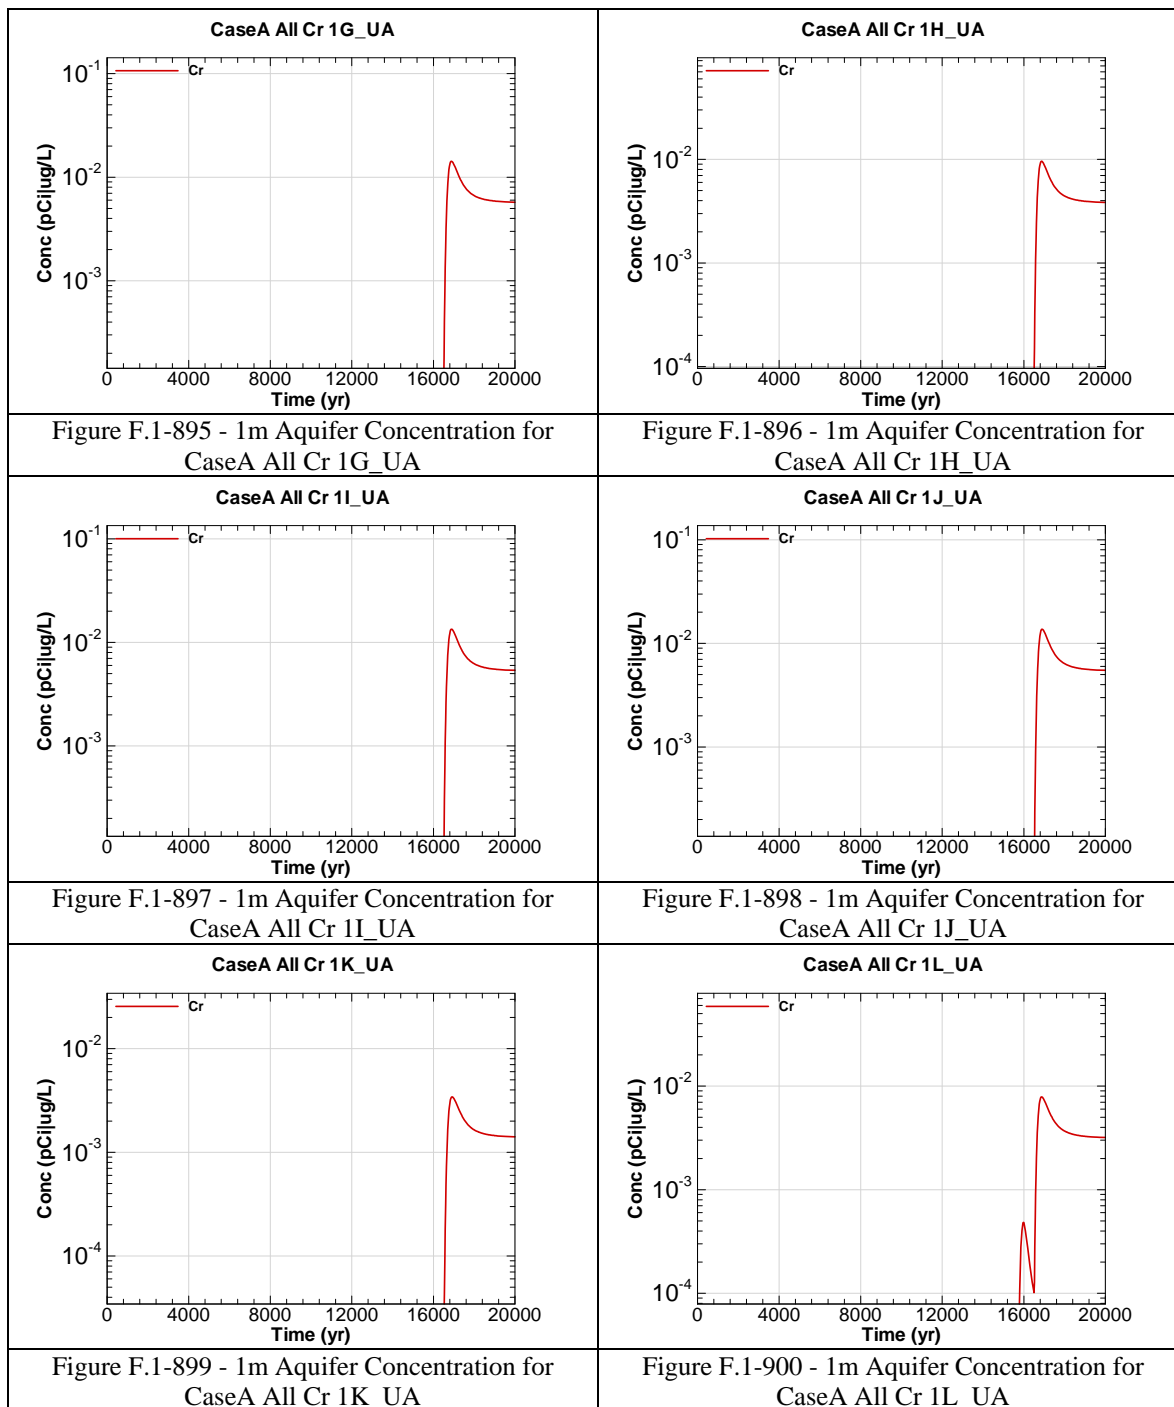 CaseA All Cr 1G_UA
Cr
10-1
10-2
10-3
Conc (pCi|ug/L)
0 4000 8000 12000 16000 20000
Time (yr)
Figure F.1-895 - 1m Aquifer Concentration for
CaseA All Cr 1G_UA
CaseA All Cr 1H_UA
Cr
10-2
10-3
10-4
Conc (pCi|ug/L)
0 4000 8000 12000 16000 20000
Time (yr)
Figure F.1-896 - 1m Aquifer Concentration for
CaseA All Cr 1H_UA
CaseA All Cr 1I_UA
Cr
10-1
10-2
10-3
Conc (pCi|ug/L)
0 4000 8000 12000 16000 20000
Time (yr)
Figure F.1-897 - 1m Aquifer Concentration for
CaseA All Cr 1I_UA
CaseA All Cr 1J_UA
Cr
10-1
10-2
10-3
Conc (pCi|ug/L)
0 4000 8000 12000 16000 20000
Time (yr)
Figure F.1-898 - 1m Aquifer Concentration for
CaseA All Cr 1J_UA
CaseA All Cr 1K_UA
Cr
10-2
10-3
10-4
Conc (pCi|ug/L)
0 4000 8000 12000 16000 20000
Time (yr)
Figure F.1-899 - 1m Aquifer Concentration for
CaseA All Cr 1K_UA
CaseA All Cr 1L_UA
Cr
10-2
10-3
10-4
Conc (pCi|ug/L)
0 4000 8000 12000 16000 20000
Time (yr)
Figure F.1-900 - 1m Aquifer Concentration for
CaseA All Cr 1L_UA